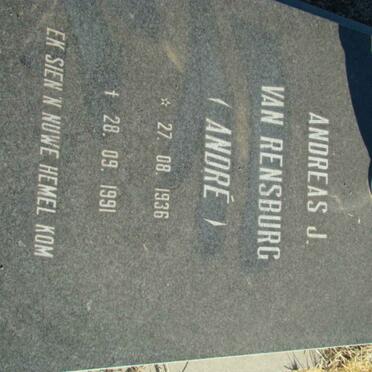 ANDREAS J.
VAN RENSBURG
( ANDRÉ )
☆ 27. 08. 1936
† 28. 09. 1991
EK SIEN 'N NUWE HEMEL KOM